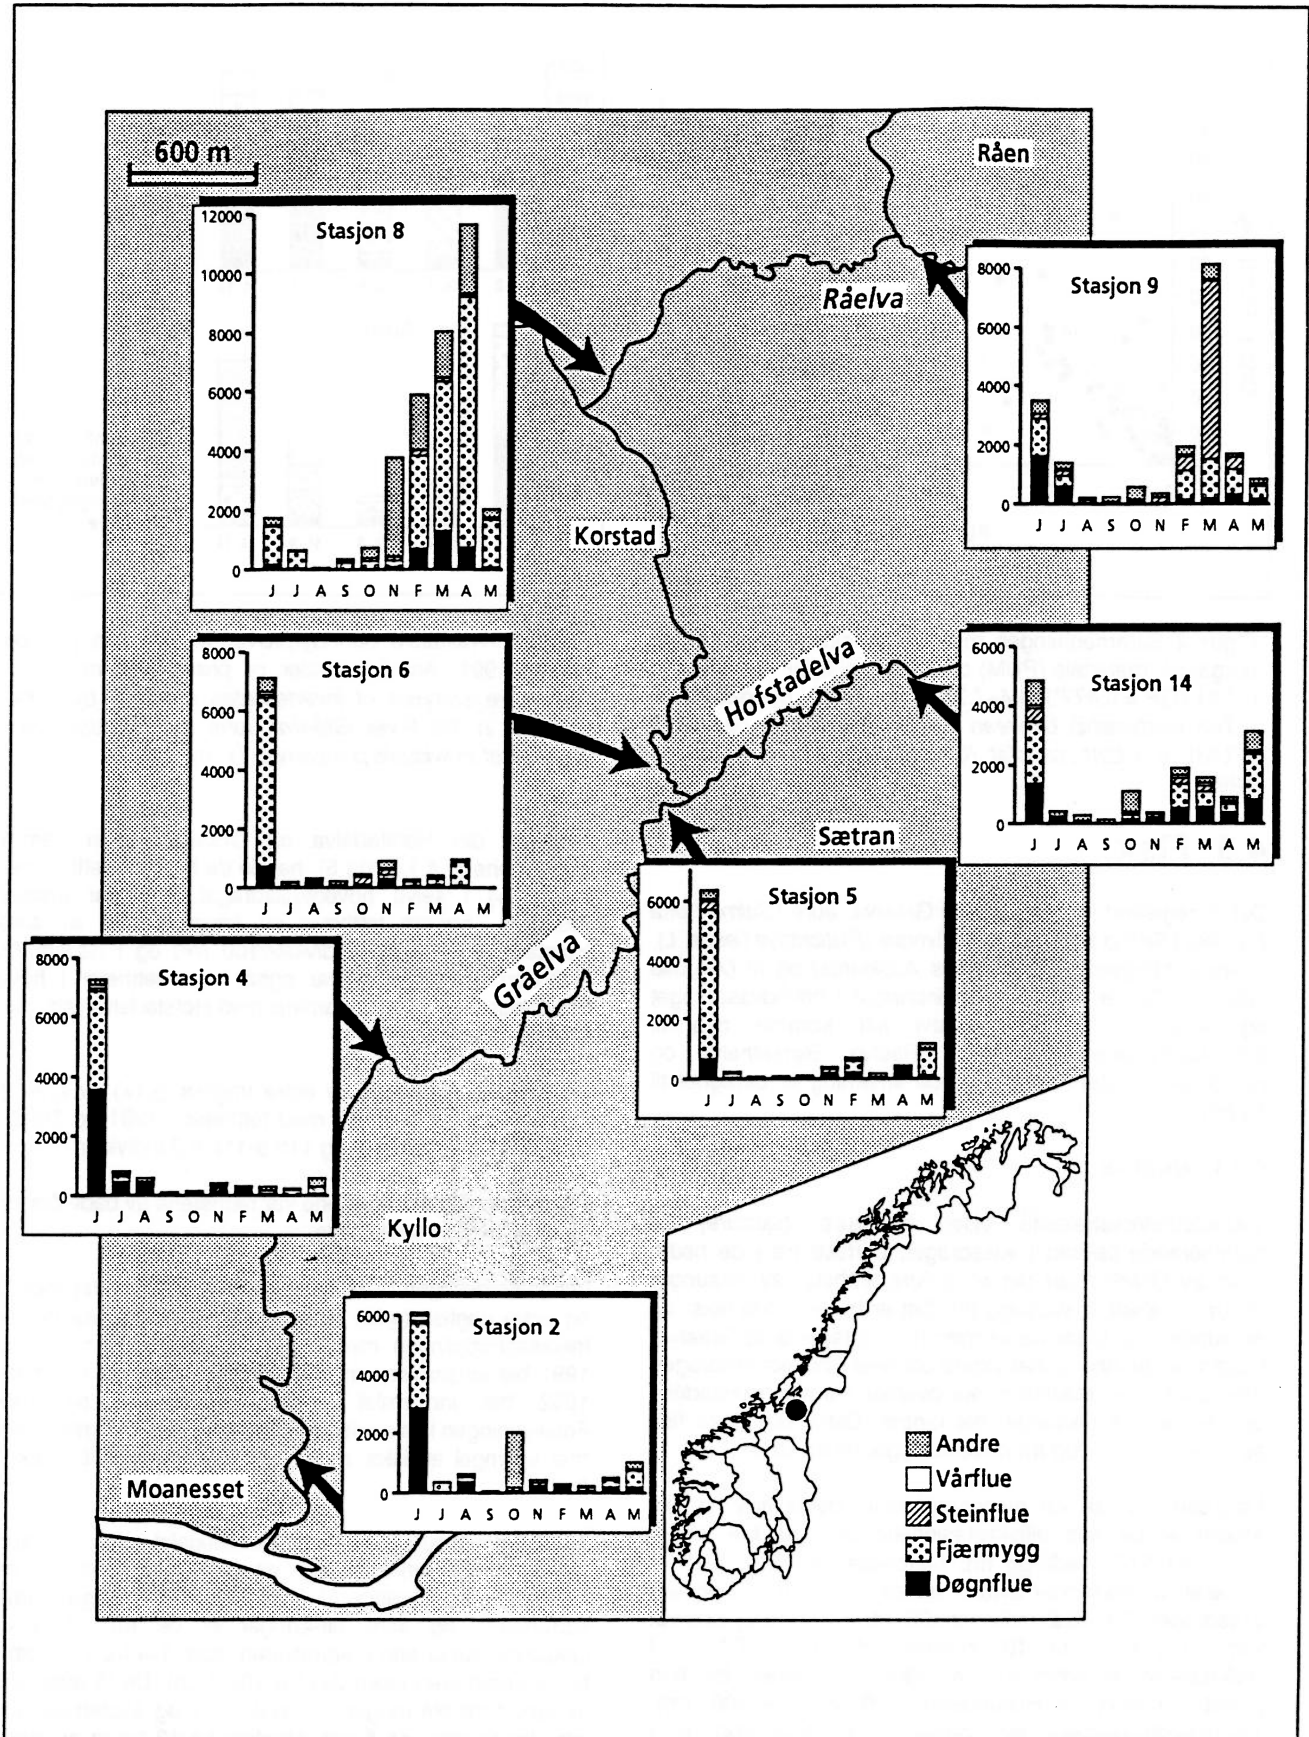 600 m
Råen
12000
10000
8000
6000
4000
2000
0
Stasjon 8
J J A S O N F M A M
Råelva
8000
6000
4000
2000
0
Stasjon 9
J J A S O N F M A M
Korstad
8000
6000
4000
2000
0
Stasjon 6
J J A S O N F M A
Hofstadelva
6000
4000
2000
0
Stasjon 14
J J A S O N F M A M
Sætran
6000
4000
2000
0
Stasjon 5
J J A S O N F M A M
Gråelva
8000
6000
4000
2000
0
Stasjon 4
J J A S O N F M A M
Kyllo
6000
4000
2000
0
Stasjon 2
J J A S O N F M A M
Moanesset
Andre
Vårflue
Steinflue
Fjærmygg
Døgnflue